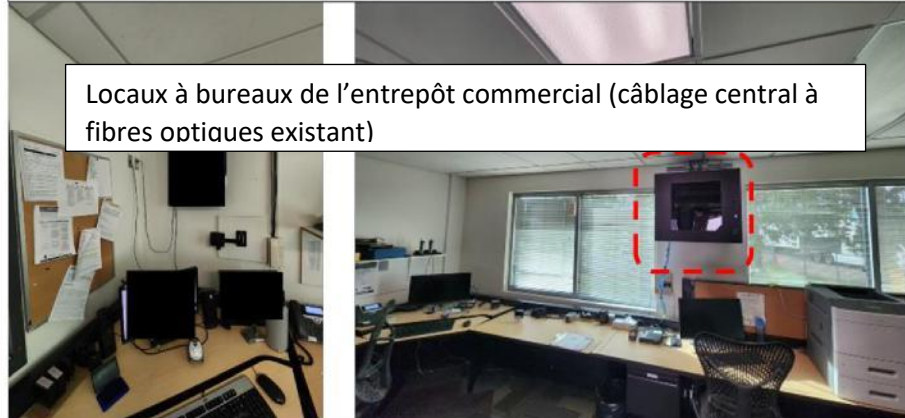 Locaux à bureaux de l’entrepôt commercial (câblage central à
fibres optiques existant)